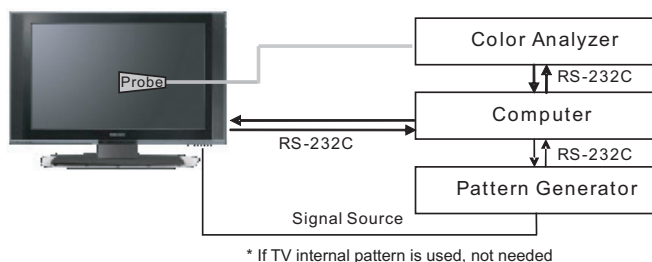 Color Analyzer
Probe
RS-232C
Computer
RS-232C
RS-232C
Pattern Generator
Signal Source
* If TV internal pattern is used, not needed